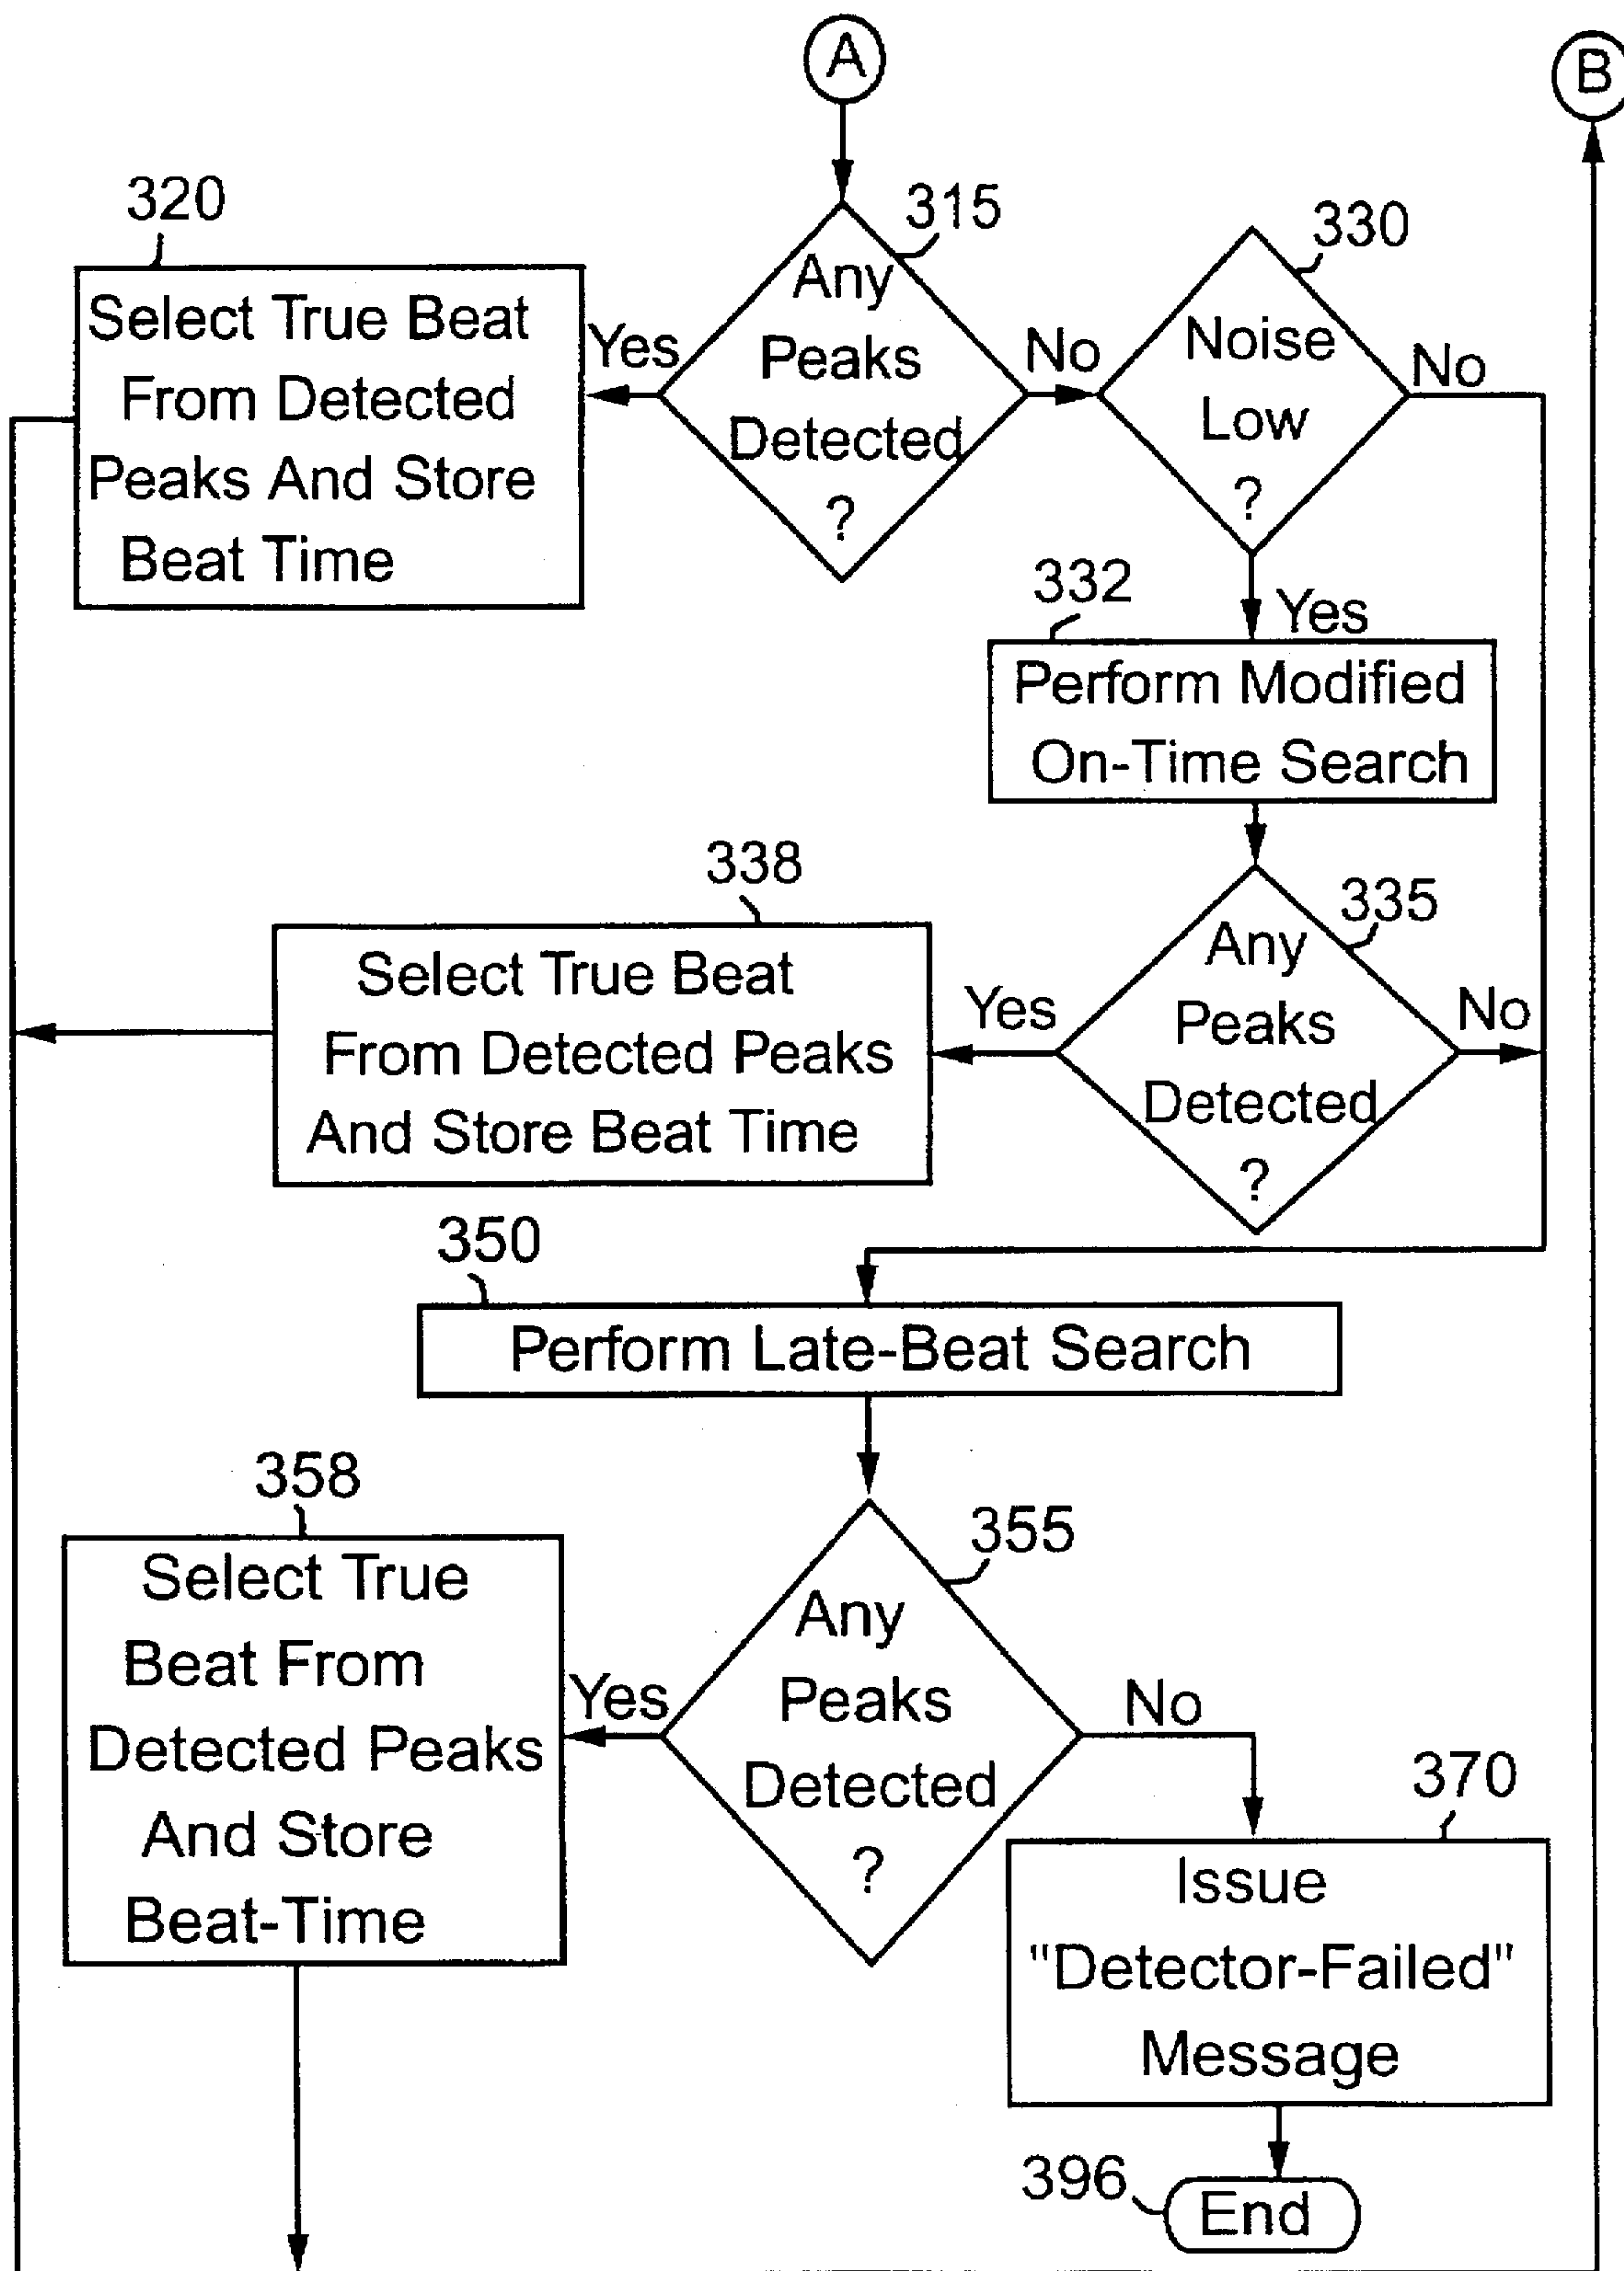 A
B
320
315
330
Select True Beat
From Detected
Peaks And Store
Beat Time
Yes
Any
Peaks
Detected
?
No
Noise
Low
?
No
332
Yes
Perform Modified
On-Time Search
338
335
Select True Beat
From Detected Peaks
And Store Beat Time
Yes
Any
Peaks
Detected
?
No
350
Perform Late-Beat Search
358
355
Select True
Beat From
Detected Peaks
And Store
Beat-Time
Yes
Any
Peaks
Detected
?
No
370
Issue
"Detector-Failed"
Message
396
End